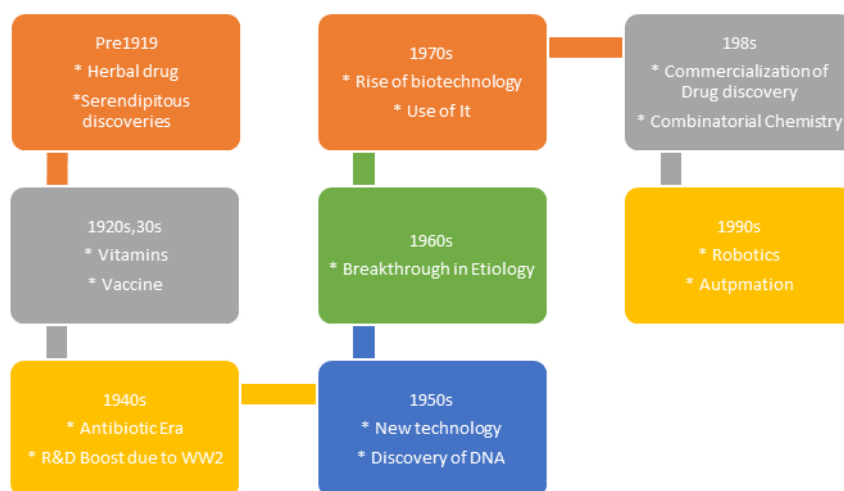 Pre1919
* Herbal drug
*Serendipitous
discoveries
1920s,30s
* Vitamins
* Vaccine
1940s
* Antibiotic Era
* R&D Boost due to WW2
1950s
* New technology
* Discovery of DNA
1960s
* Breakthrough in Etiology
1970s
* Rise of biotechnology
* Use of It
198s
* Commercialization of
Drug discovery
* Combinatorial Chemistry
1990s
* Robotics
* Autpmation